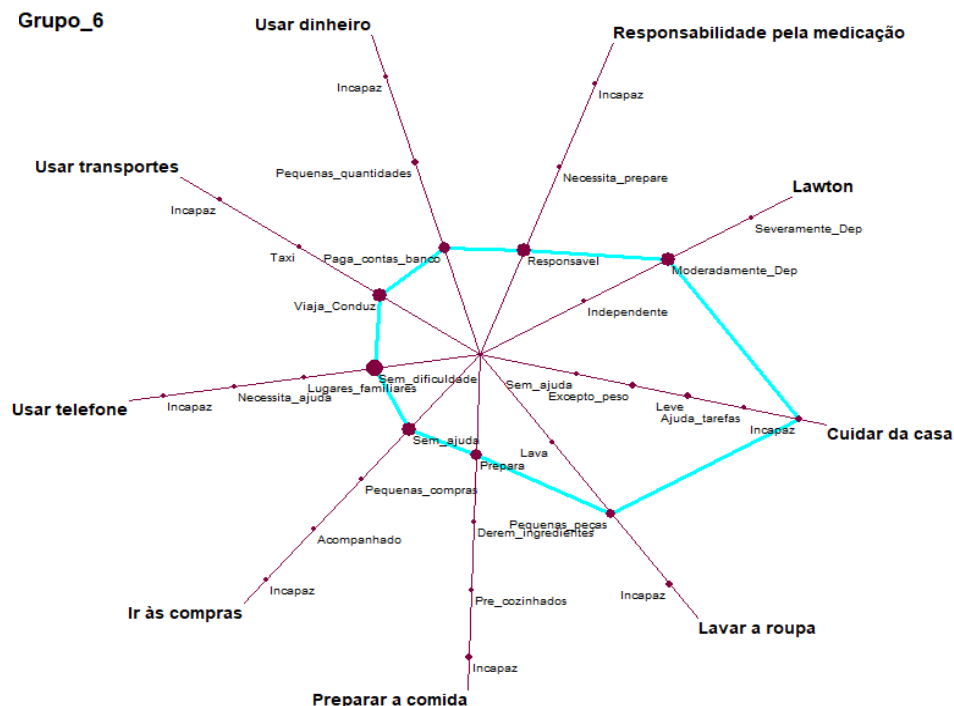 Grupo_6
Usar dinheiro
Incapaz
Pequenas_quantidades
Paga_contas_banco
Responsabilidade pela medicação
Incapaz
Necessita_prepare
Responsavel
Lawton
Severamente_Dep
Moderadamente_Dep
Independente
Usar transportes
Incapaz
Taxi
Viaja_Conduz
Usar telefone
Incapaz
Necessita_ajuda
Lugares_familiares
Sem_dificuldade
Sem_ajuda
Excepto_peso
Leve
Ajuda_tarefas
Incapaz
Cuidar da casa
Sem_ajuda
Pequenas_compras
Acompanhado
Incapaz
Ir às compras
Prepara
Derem_ingredientes
Pre_cozinhados
Incapaz
Preparar a comida
Lava
Pequenas_peças
Incapaz
Lavar a roupa